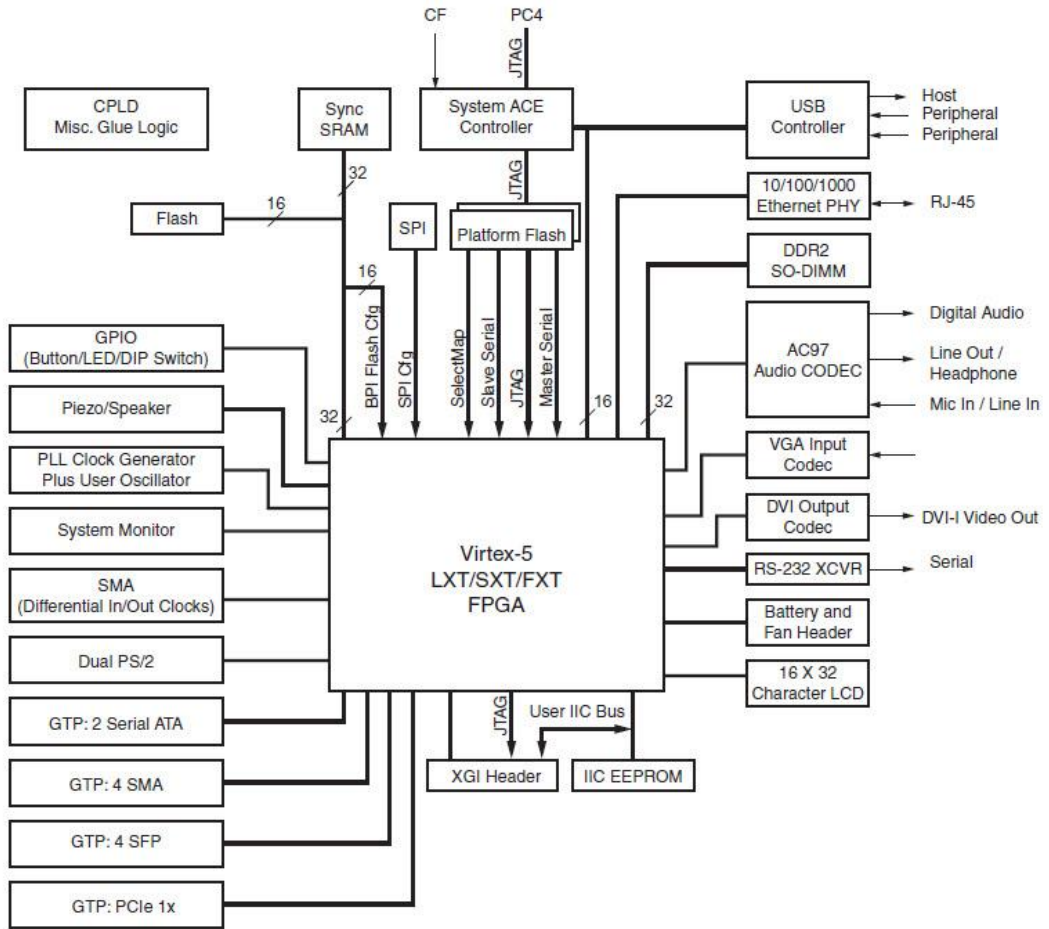 CF
PC4
JTAG
CPLD
Misc. Glue Logic
Sync
SRAM
System ACE
Controller
USB
Controller
Host
Peripheral
Peripheral
32
JTAG
10/100/1000
Ethernet PHY
RJ-45
Flash
16
SPI
Platform Flash
DDR2
SO-DIMM
16
GPIO
(Button/LED/DIP Switch)
BPI Flash Cfg
SPI Cfg
SelectMap
Slave Serial
JTAG
Master Serial
AC97
Audio CODEC
Digital Audio
Line Out /
Headphone
Mic In / Line In
Piezo/Speaker
32
16
32
PLL Clock Generator
Plus User Oscillator
VGA Input
Codec
System Monitor
DVI Output
Codec
DVI-I Video Out
Virtex-5
LXT/SXT/FXT
FPGA
RS-232 XCVR
Serial
SMA
(Differential In/Out Clocks)
Battery and
Fan Header
Dual PS/2
16 X 32
Character LCD
GTP: 2 Serial ATA
JTAG
User IIC Bus
GTP: 4 SMA
XGI Header
IIC EEPROM
GTP: 4 SFP
GTP: PCIe 1x